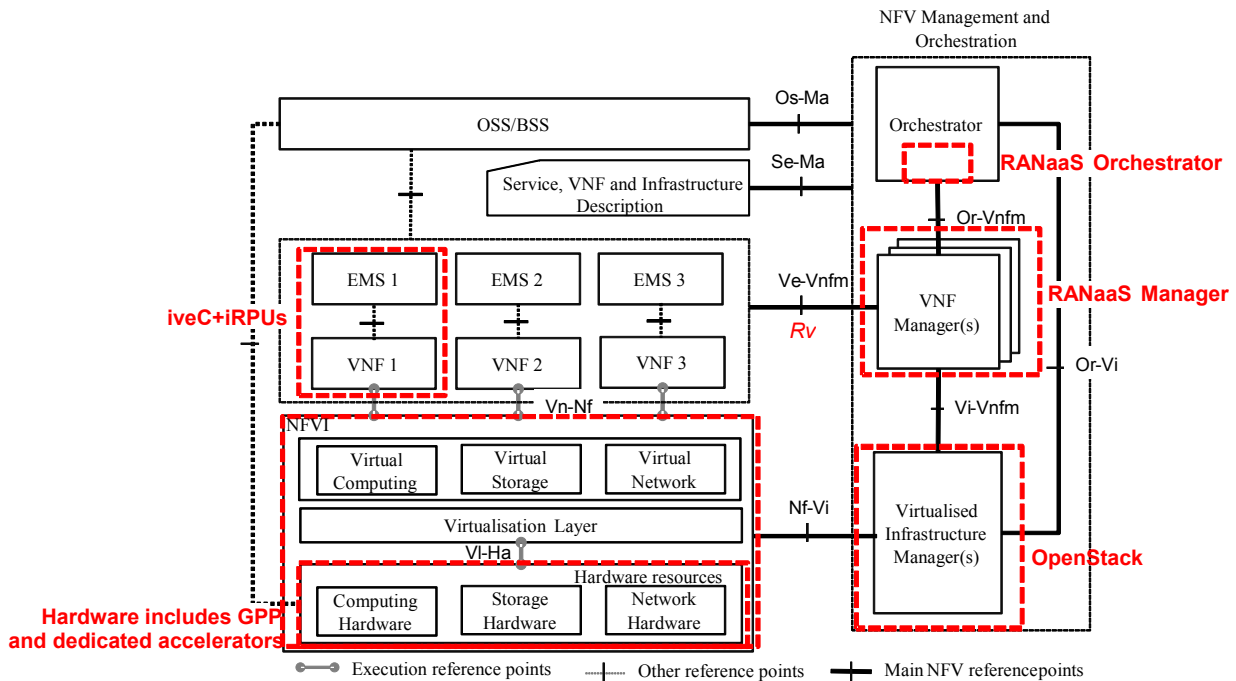 NFV Management and
Orchestration
Os-Ma
OSS/BSS
Orchestrator
RANaaS Orchestrator
Se-Ma
Service, VNF and Infrastructure
Description
Or-Vnfm
EMS 1
EMS 2
EMS 3
Ve-Vnfm
Rv
VNF
Manager(s)
RANaaS Manager
iveC+iRPUs
VNF 1
VNF 2
VNF 3
Or-Vi
Vn-Nf
Vi-Vnfm
NFVI
Virtual
Computing
Virtual
Storage
Virtual
Network
Nf-Vi
Virtualised
Infrastructure
Manager(s)
OpenStack
Virtualisation Layer
Vl-Ha
Hardware resources
Computing
Hardware
Storage
Hardware
Network
Hardware
Hardware includes GPP
and dedicated accelerators
Execution reference points
Other reference points
Main NFV referencepoints